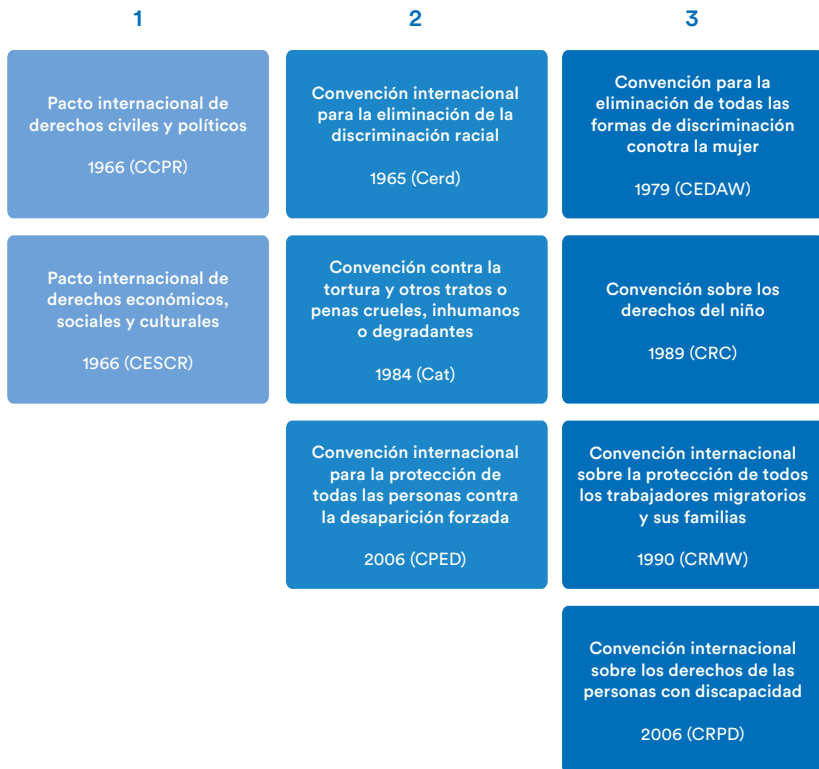 1
Pacto internacional de
derechos civiles y políticos
1966 (CCPR)
Pacto internacional de
derechos económicos,
sociales y culturales
1966 (CESCR)
2
Convención internacional
para la eliminación de la
discriminación racial
1965 (Cerd)
Convención contra la
tortura y otros tratos o
penas crueles, inhumanos
o degradantes
1984 (Cat)
Convención internacional
para la protección de
todas las personas contra
la desaparición forzada
2006 (CPED)
3
Convención para la
eliminación de todas las
formas de discriminación
conotra la mujer
1979 (CEDAW)
Convención sobre los
derechos del niño
1989 (CRC)
Convención internacional
sobre la protección de todos
los trabajadores migratorios
y sus familias
1990 (CRMW)
Convención internacional
sobre los derechos de las
personas con discapacidad
2006 (CRPD)